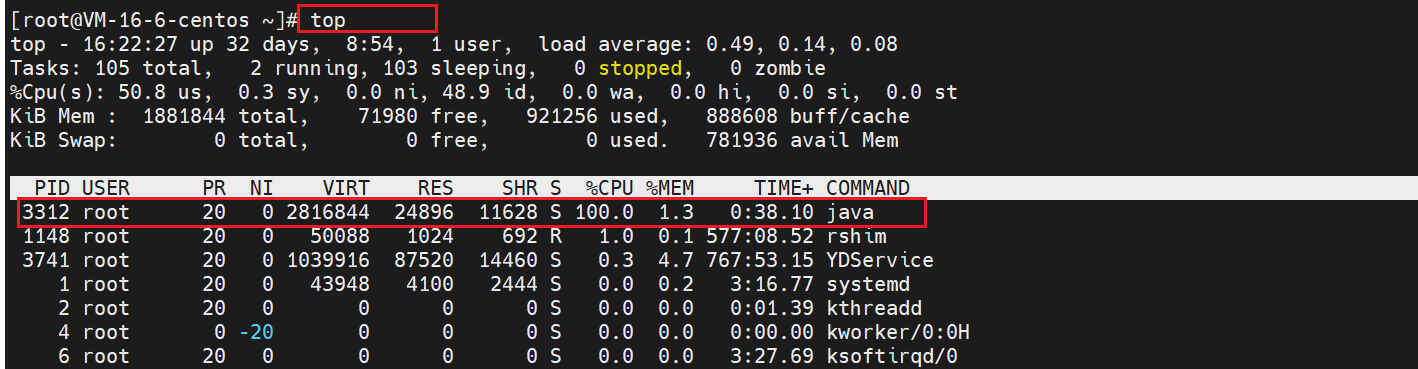 [root@VM-16-6-centos ~]# top
top - 16:22:27 up 32 days,  8:54,  1 user,  load average: 0.49, 0.14, 0.08
Tasks: 105 total,   2 running, 103 sleeping,   0 stopped,   0 zombie
%Cpu(s): 50.8 us,  0.3 sy,  0.0 ni, 48.9 id,  0.0 wa,  0.0 hi,  0.0 si,  0.0 st
KiB Mem :  1881844 total,    71980 free,   921256 used,   888608 buff/cache
KiB Swap:        0 total,        0 free,        0 used.   781936 avail Mem
  PID USER      PR  NI    VIRT    RES    SHR S  %CPU %MEM     TIME+ COMMAND
 3312 root      20   0 2816844  24896  11628 S 100.0  1.3   0:38.10 java
 1148 root      20   0   50088   1024    692 R   1.0  0.1 577:08.52 rshim
 3741 root      20   0 1039916  87520  14460 S   0.3  4.7 767:53.15 YDService
    1 root      20   0   43948   4100   2444 S   0.0  0.2   3:16.77 systemd
    2 root      20   0       0      0      0 S   0.0  0.0   0:01.39 kthreadd
    4 root       0 -20       0      0      0 S   0.0  0.0   0:00.00 kworker/0:0H
    6 root      20   0       0      0      0 S   0.0  0.0   3:27.69 ksoftirqd/0